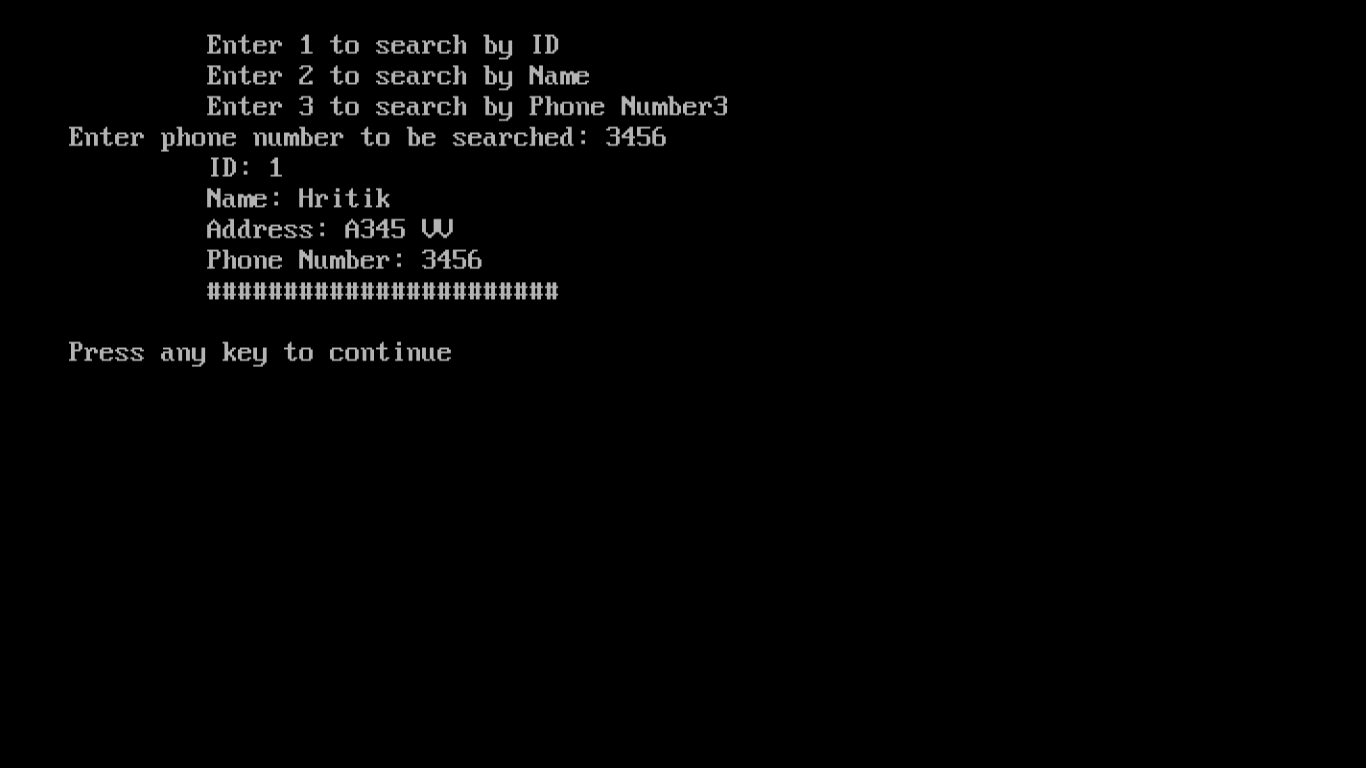 Enter 1 to search by ID
Enter 2 to search by Name
Enter 3 to search by Phone Number3
Enter phone number to be searched: 3456
ID: 1
Name: Hritik
Address: A345 VV
Phone Number: 3456
#######################
Press any key to continue